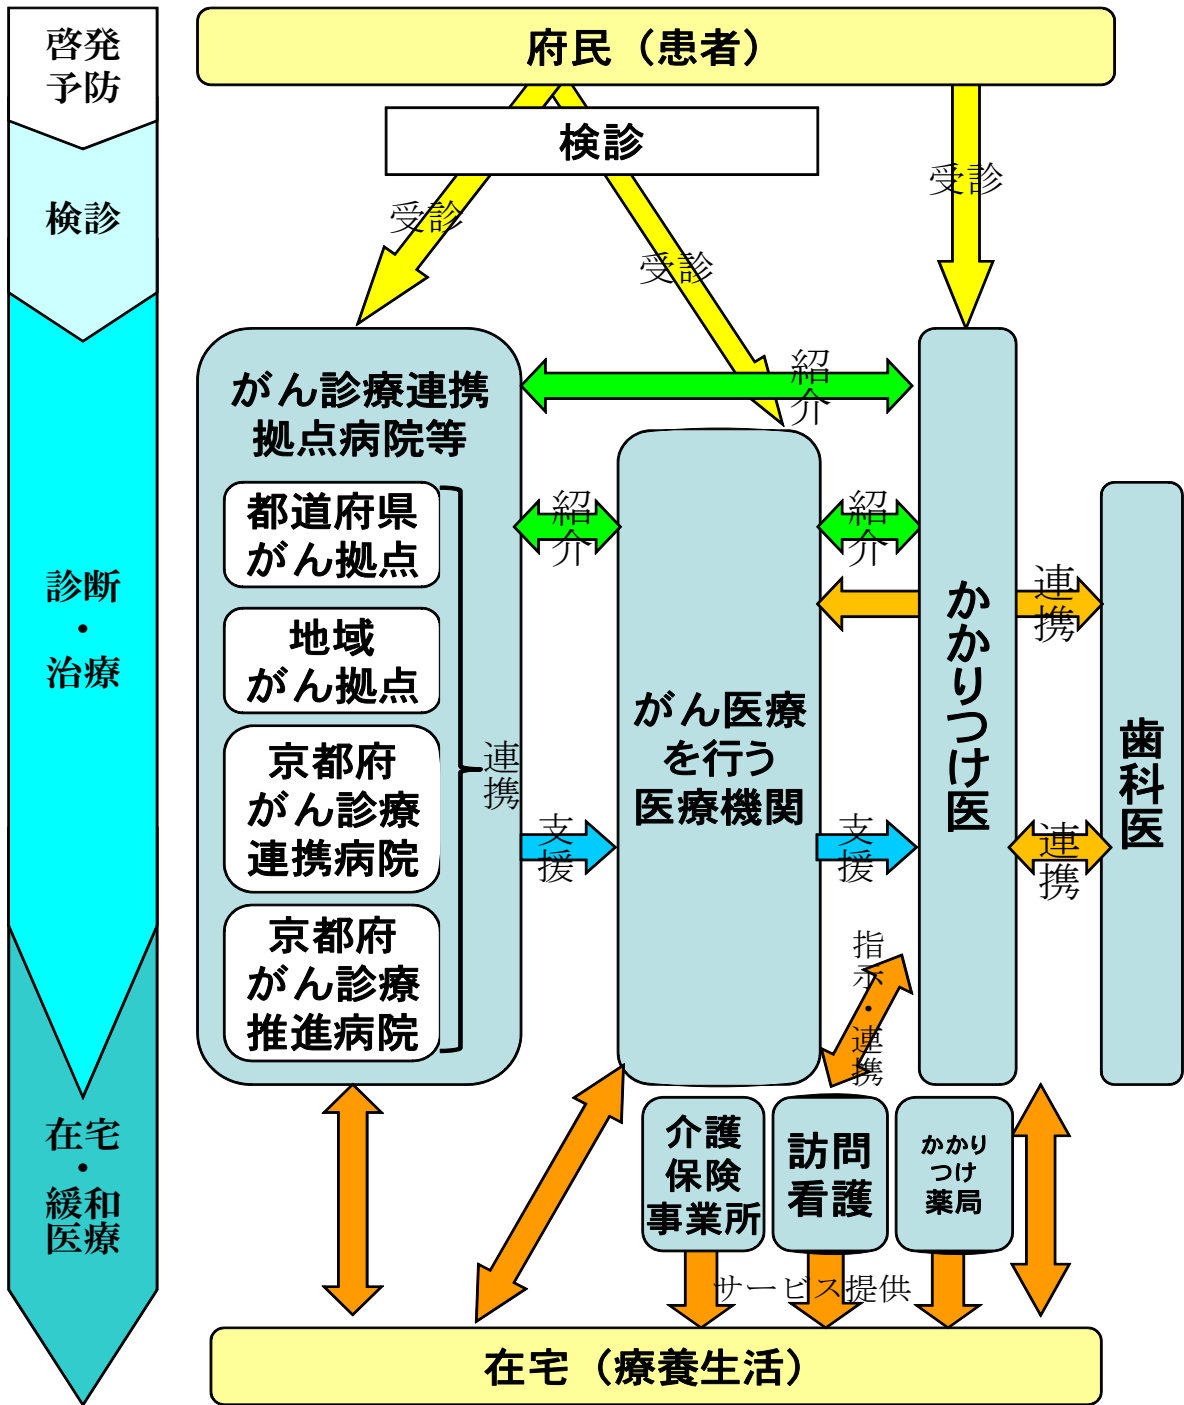 啓発
予防
検診
診断
・
治療
在宅
・
緩和
医療
府民（患者）
検診
受診
受診
受診
がん診療連携
拠点病院等
都道府県
がん拠点
地域
がん拠点
京都府
がん診療
連携病院
京都府
がん診療
推進病院
連携
紹介
紹介
紹介
支援
支援
がん医療
を行う
医療機関
かかりつけ医
連携
連携
歯科医
指示・連携
介護
保険
事業所
訪問
看護
かかり
つけ
薬局
サービス提供
在宅（療養生活）